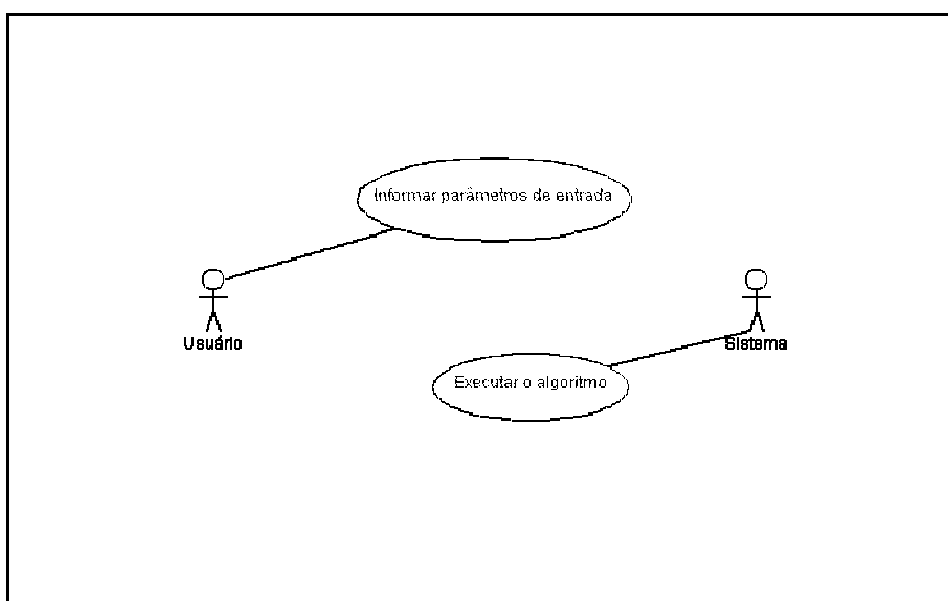 Informar parâmetros de entrada
Usuário
Sistema
Executar o algoritmo